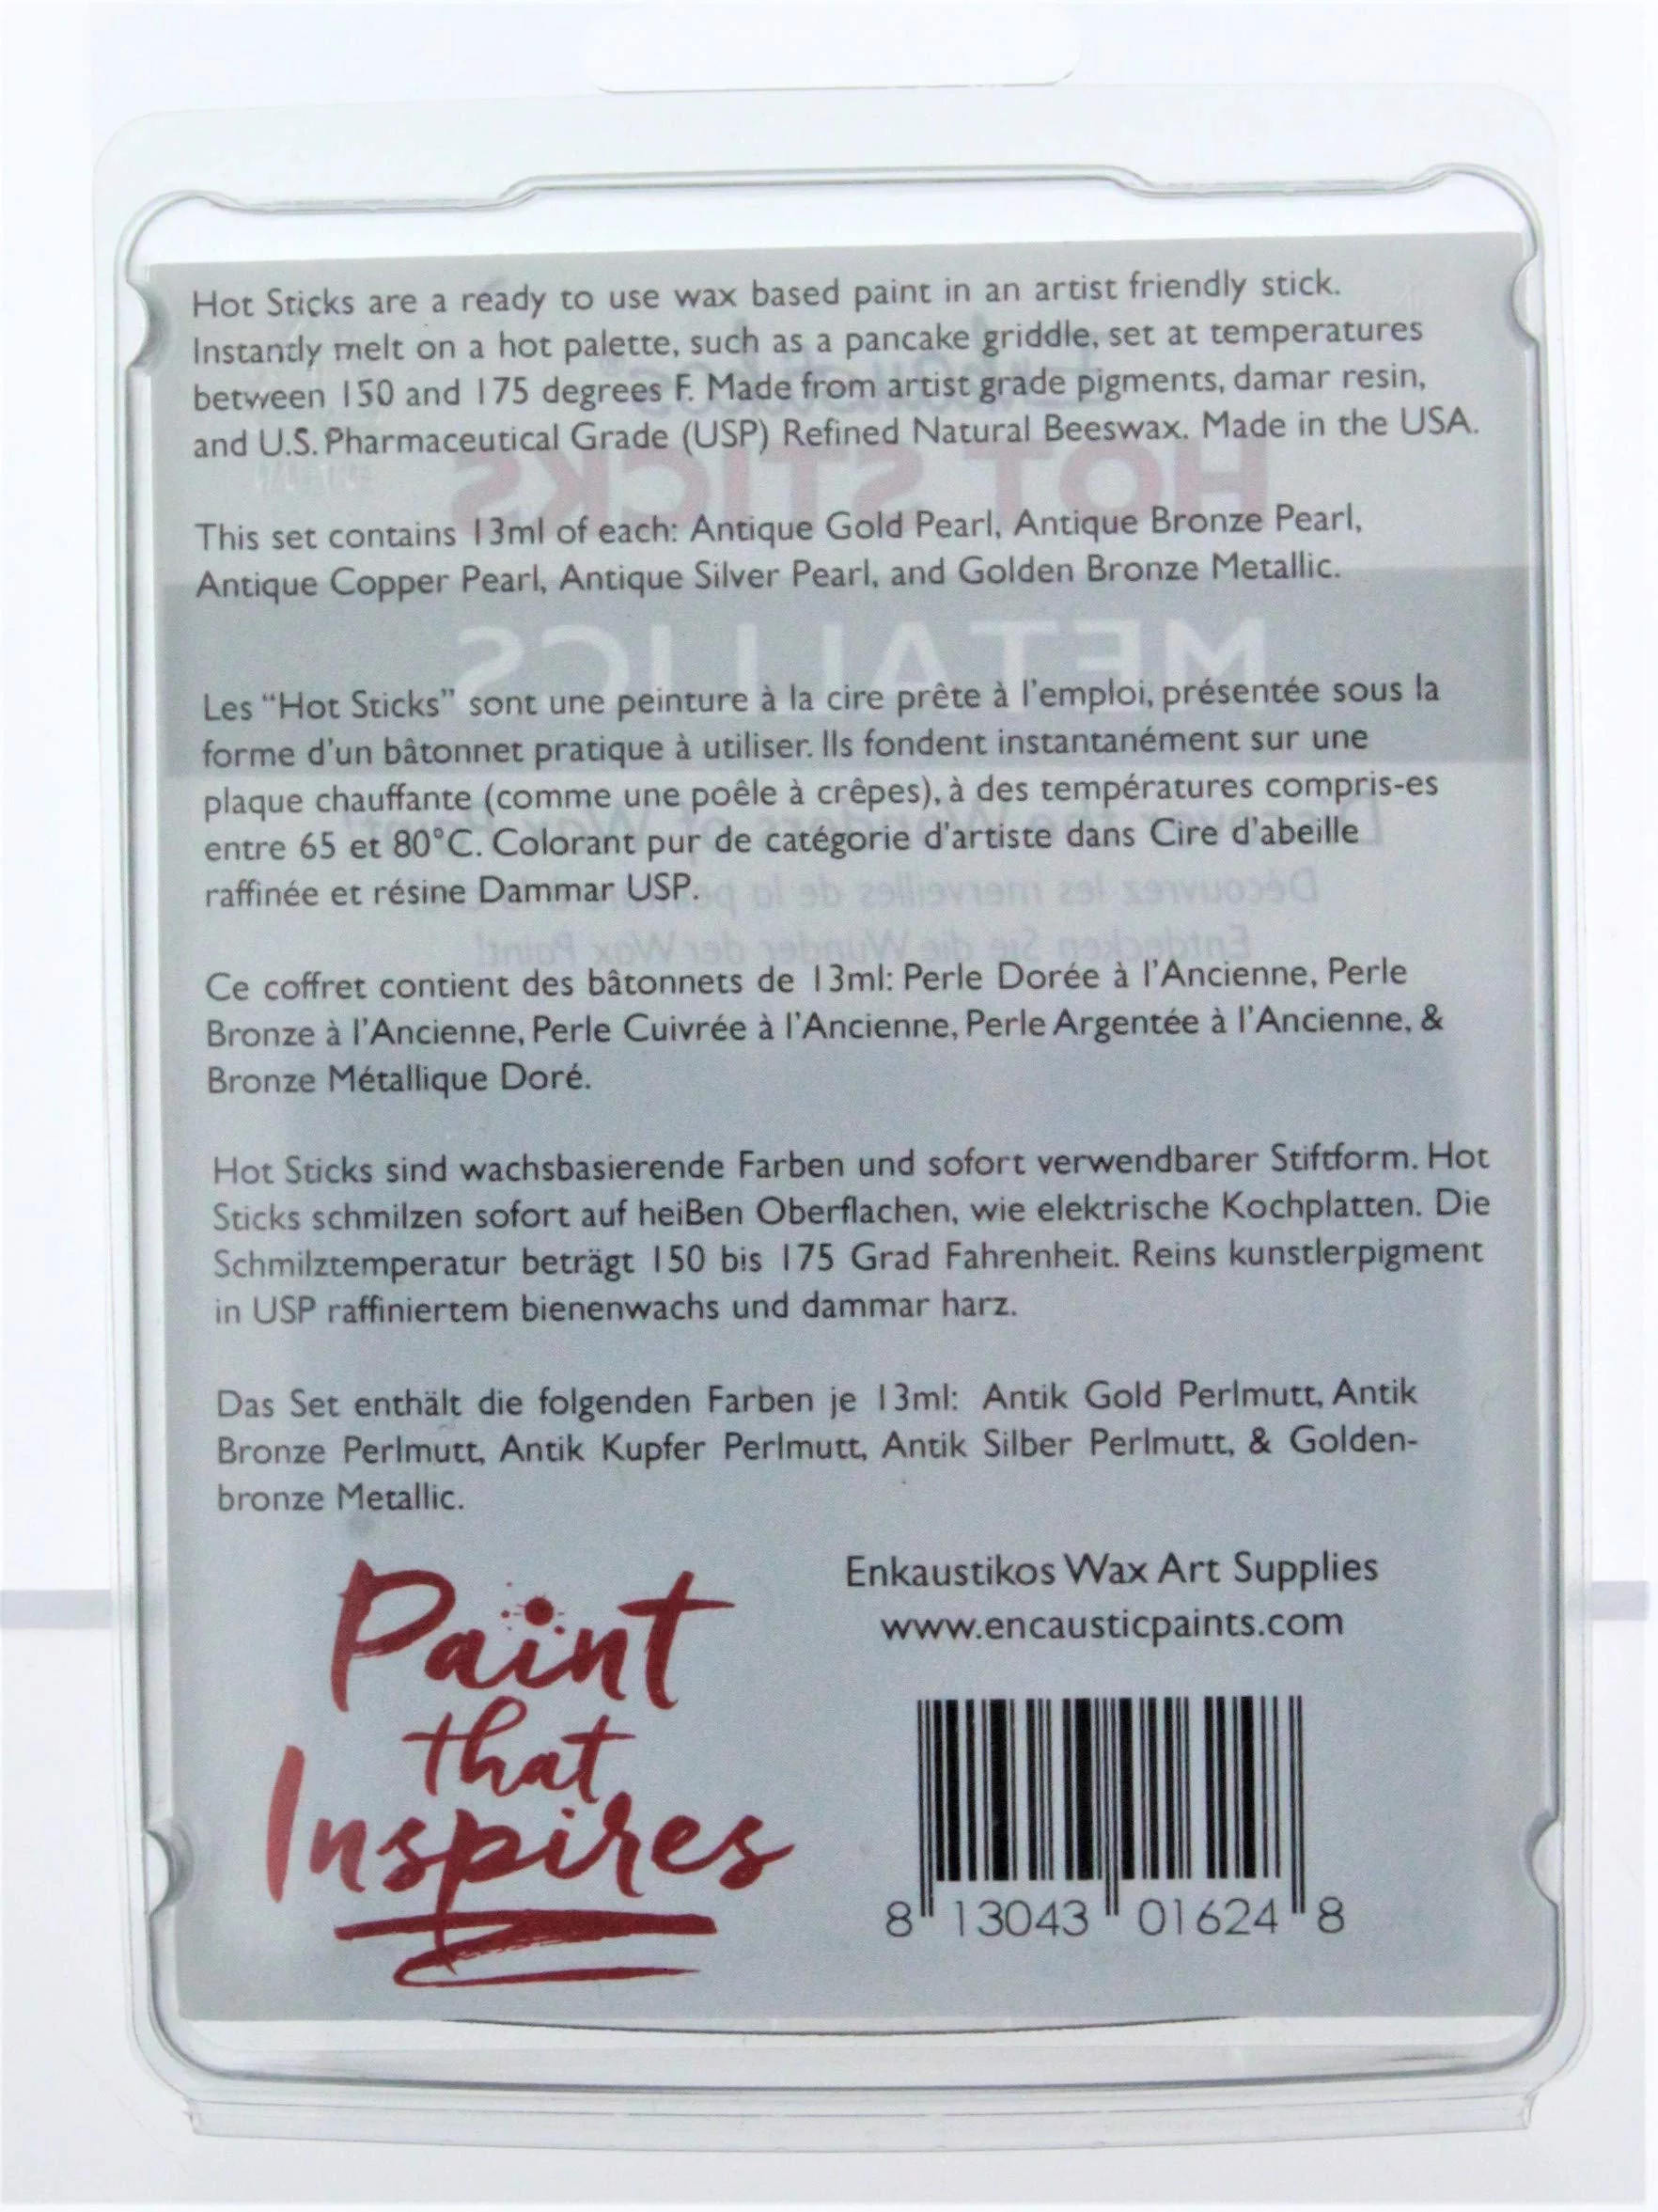 Hot Sticks are a ready to use wax based paint in an artist friendly stick.
Instantly melt on a hot palette, such as a pancake griddle, set at temperatures
between 150 and 175 degrees F. Made from artist grade pigments, damar resin,
and U.S. Pharmaceutical Grade (USP) Refined Natural Beeswax. Made in the USA.
This set contains 13ml of each: Antique Gold Pearl, Antique Bronze Pearl,
Antique Copper Pearl, Antique Silver Pearl, and Golden Bronze Metallic.
Les “Hot Sticks” sont une peinture à la cire prête à l'emploi, présentée sous la
forme d'un bâtonnet pratique à utiliser. Ils fondent instantanément sur une
plaque chauffante (comme une poêle à crêpes), à des températures compris-es
entre 65 et 80°C. Colorant pur de catégorie d'artiste dans Cire d'abeille
raffinée et résine Dammar USP.
Ce coffret contient des bâtonnets de 13ml: Perle Dorée à l'Ancienne, Perle
Bronze à l'Ancienne, Perle Cuivrée à l'Ancienne, Perle Argentée à l'Ancienne, &
Bronze Métallique Doré.
Hot Sticks sind wachsbasierende Farben und sofort verwendbarer Stiftform. Hot
Sticks schmilzen sofort auf heißen Oberflachen, wie elektrische Kochplatten. Die
Schmilztemperatur beträgt 150 bis 175 Grad Fahrenheit. Reins kunstlerpigment
in USP raffiniertem bienenwachs und dammar harz.
Das Set enthält die folgenden Farben je 13ml: Antik Gold Perlmutt, Antik
Bronze Perlmutt, Antik Kupfer Perlmutt, Antik Silber Perlmutt, & Golden-
bronze Metallic.
Paint
that
Inspires
Enkaustikos Wax Art Supplies
www.encausticpaints.com
8 13043 01624 8